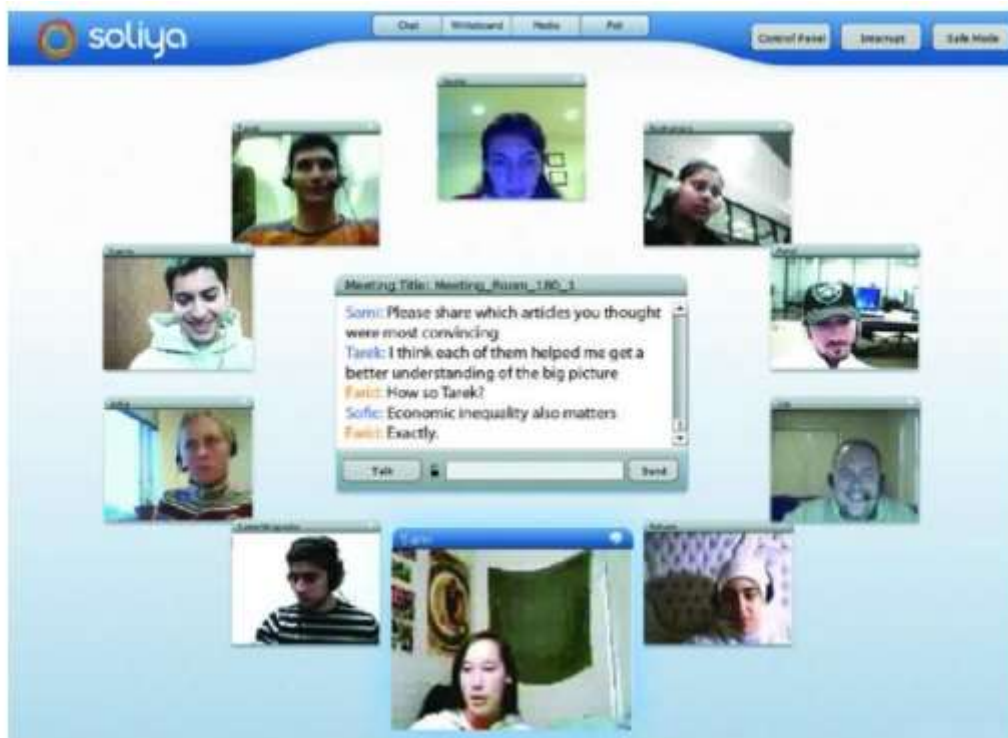 soliya
Chat Whiteboard Media Poll
Control Panel Interrupt Safe Mode
Meeting Title: Meeting_Room_180_1
Sami: Please share which articles you thought
were most convincing
Tarek: I think each of them helped me get a
better understanding of the big picture
Farid: How so Tarek?
Sofie: Economic inequality also matters
Farid: Exactly.
Talk Send